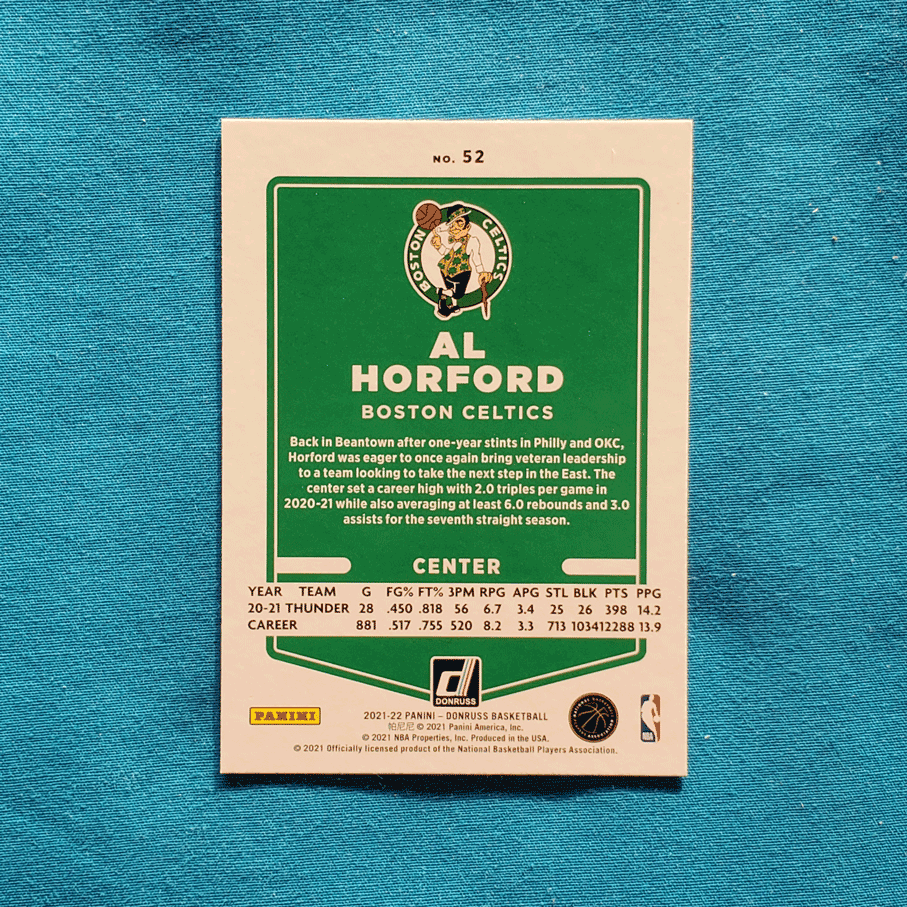 NO. 52
BOSTON CELTICS
AL
HORFORD
BOSTON CELTICS
Back in Beantown after one-year stints in Philly and OKC,
Horford was eager to once again bring veteran leadership
to a team looking to take the next step in the East. The
center set a career high with 2.0 triples per game in
2020-21 while also averaging at least 6.0 rebounds and 3.0
assists for the seventh straight season.
CENTER
YEAR TEAM G FG% FT% 3PM RPG APG STL BLK PTS PPG
20-21 THUNDER 28 .450 .818 56 6.7 3.4 25 26 398 14.2
CAREER 881 .517 .755 520 8.2 3.3 713 1034 12288 13.9
DONRUSS
PANINI
2021-22 PANINI – DONRUSS BASKETBALL
帕尼尼 © 2021 Panini America, Inc.
© 2021 NBA Properties, Inc. Produced in the USA.
© 2021 Officially licensed product of the National Basketball Players Association.
NBA